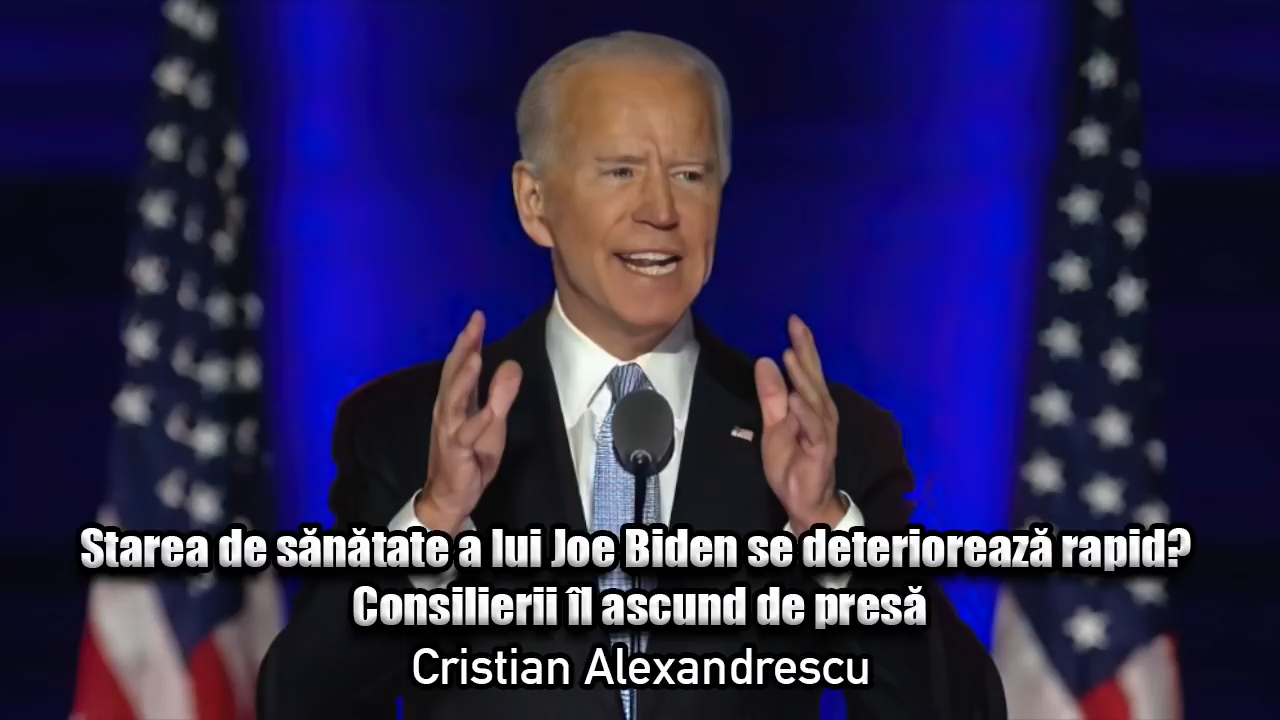 Starea de sănătate a lui Joe Biden se deteriorează rapid?
Consilierii îl ascund de presă
Cristian Alexandrescu